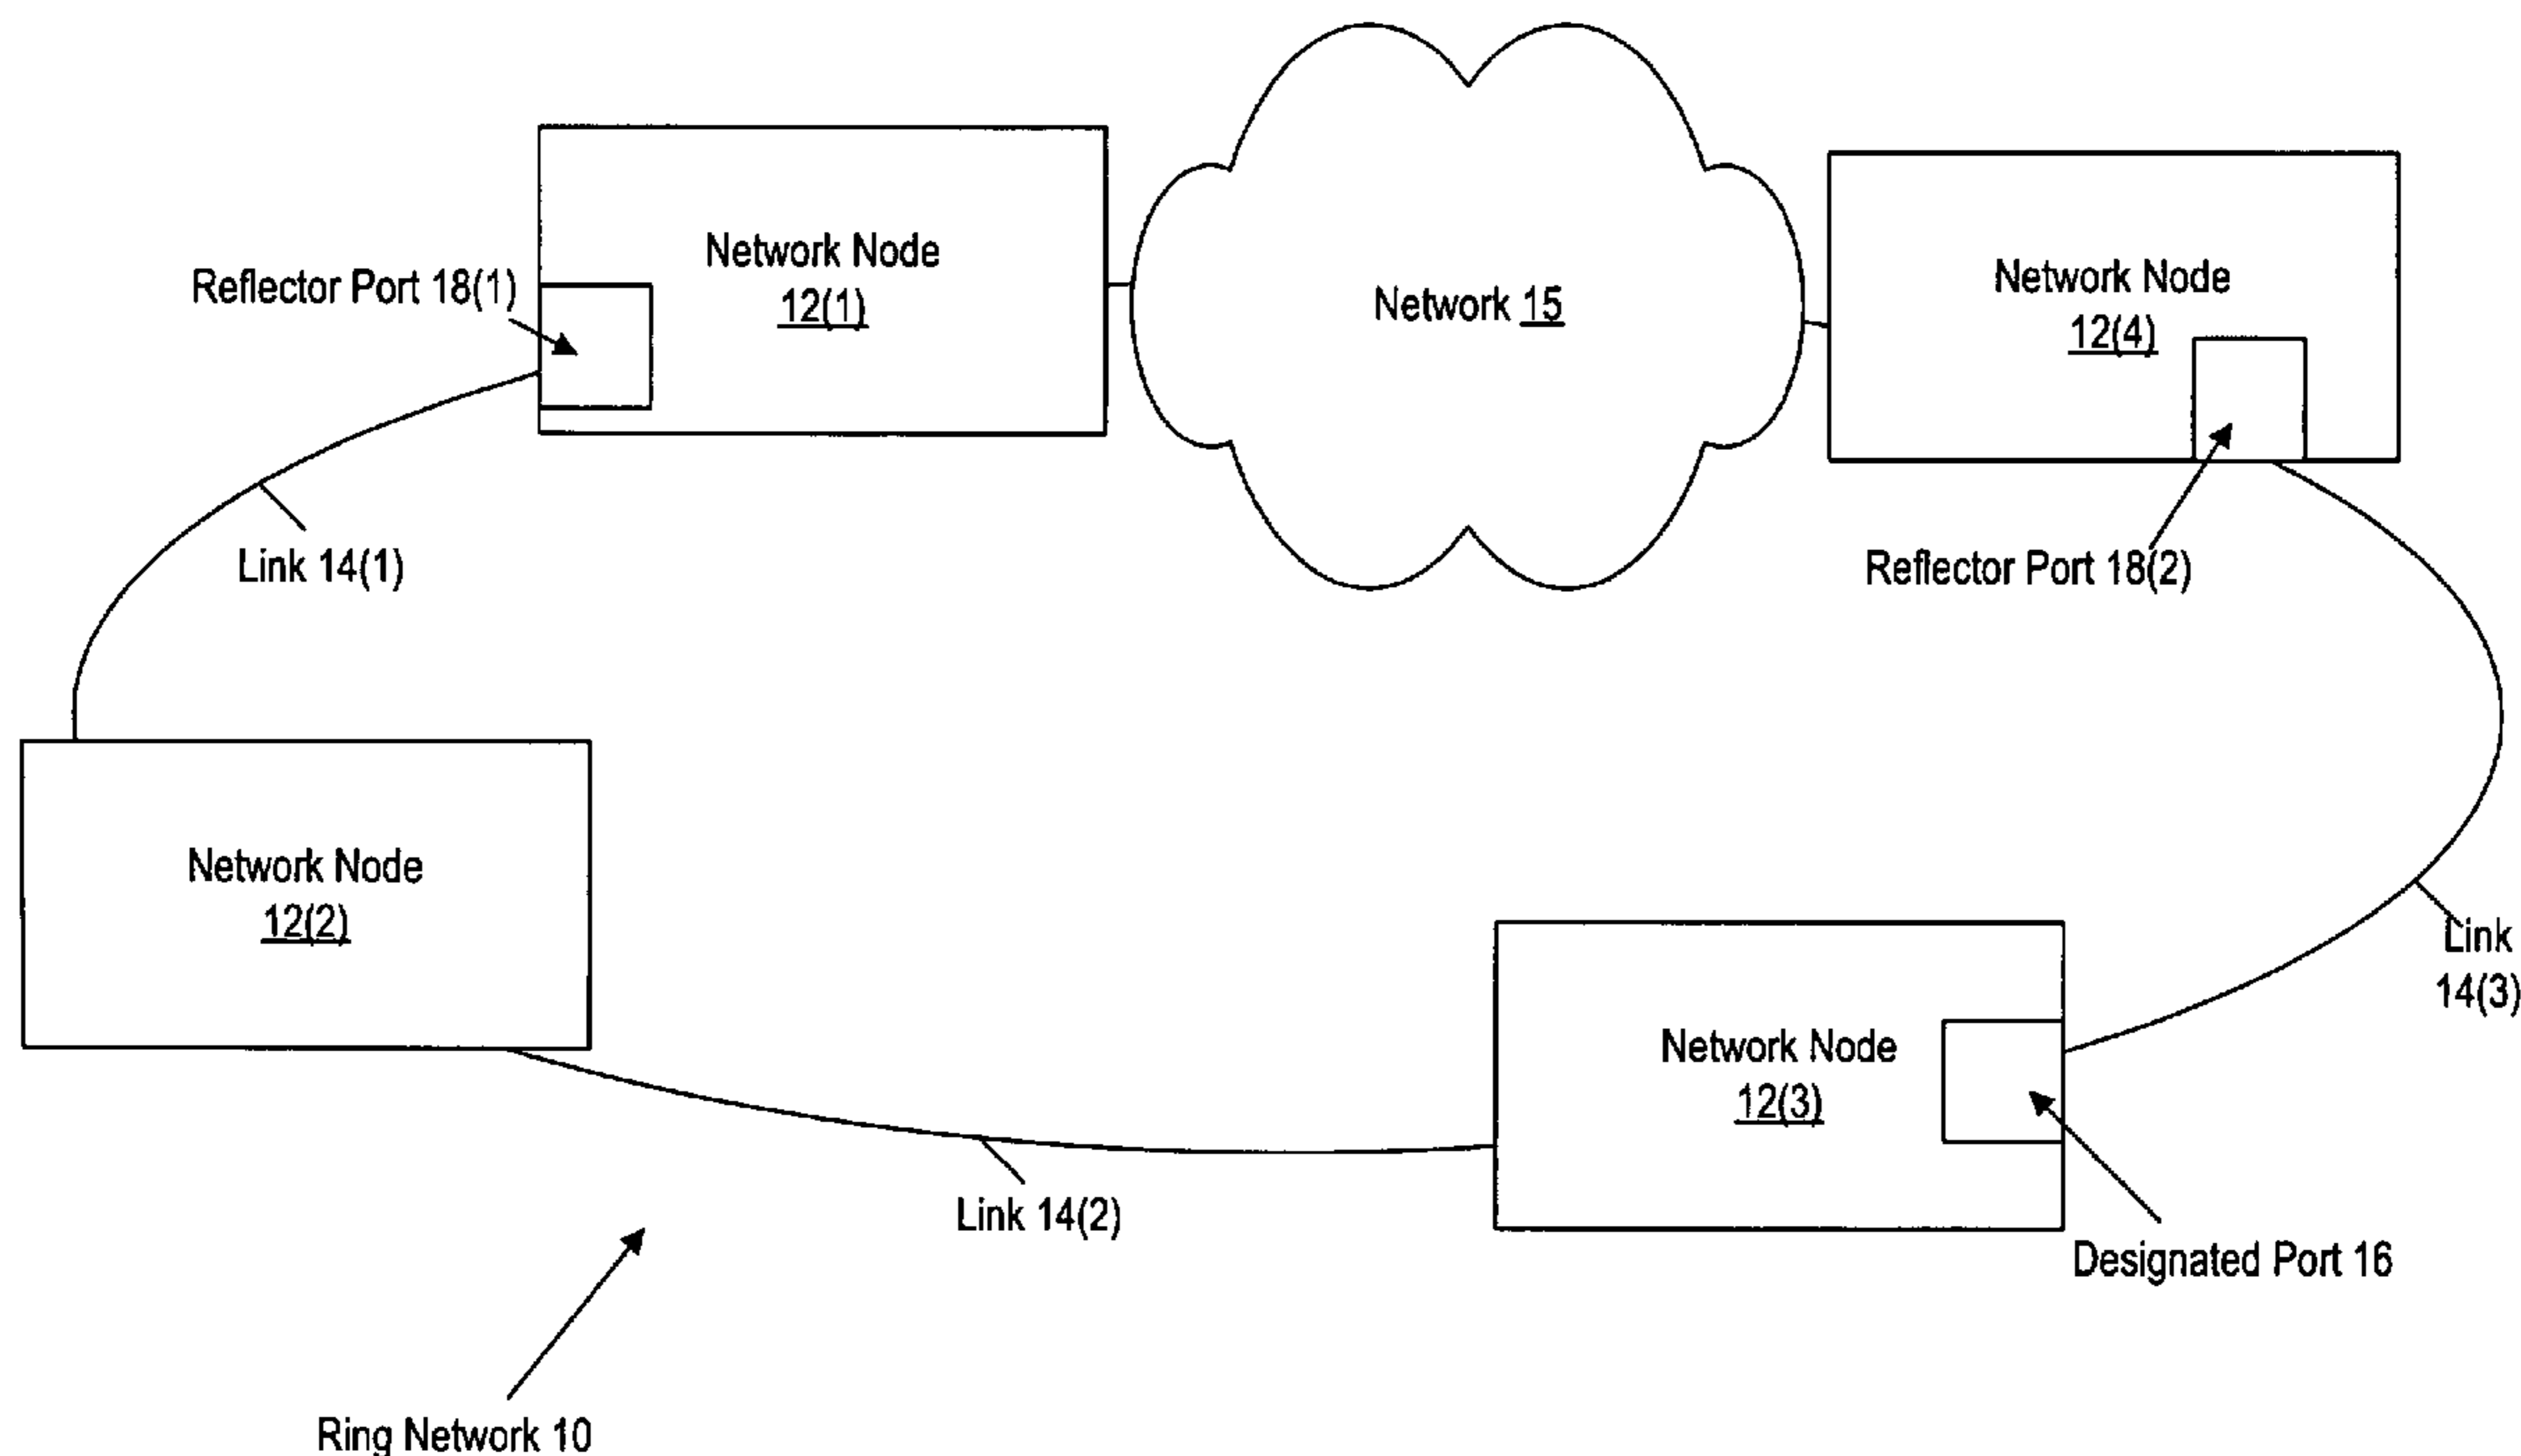 Network Node
12(1)
Reflector Port 18(1)
Network 15
Network Node
12(4)
Link 14(1)
Reflector Port 18(2)
Network Node
12(2)
Link
14(3)
Network Node
12(3)
Link 14(2)
Designated Port 16
Ring Network 10